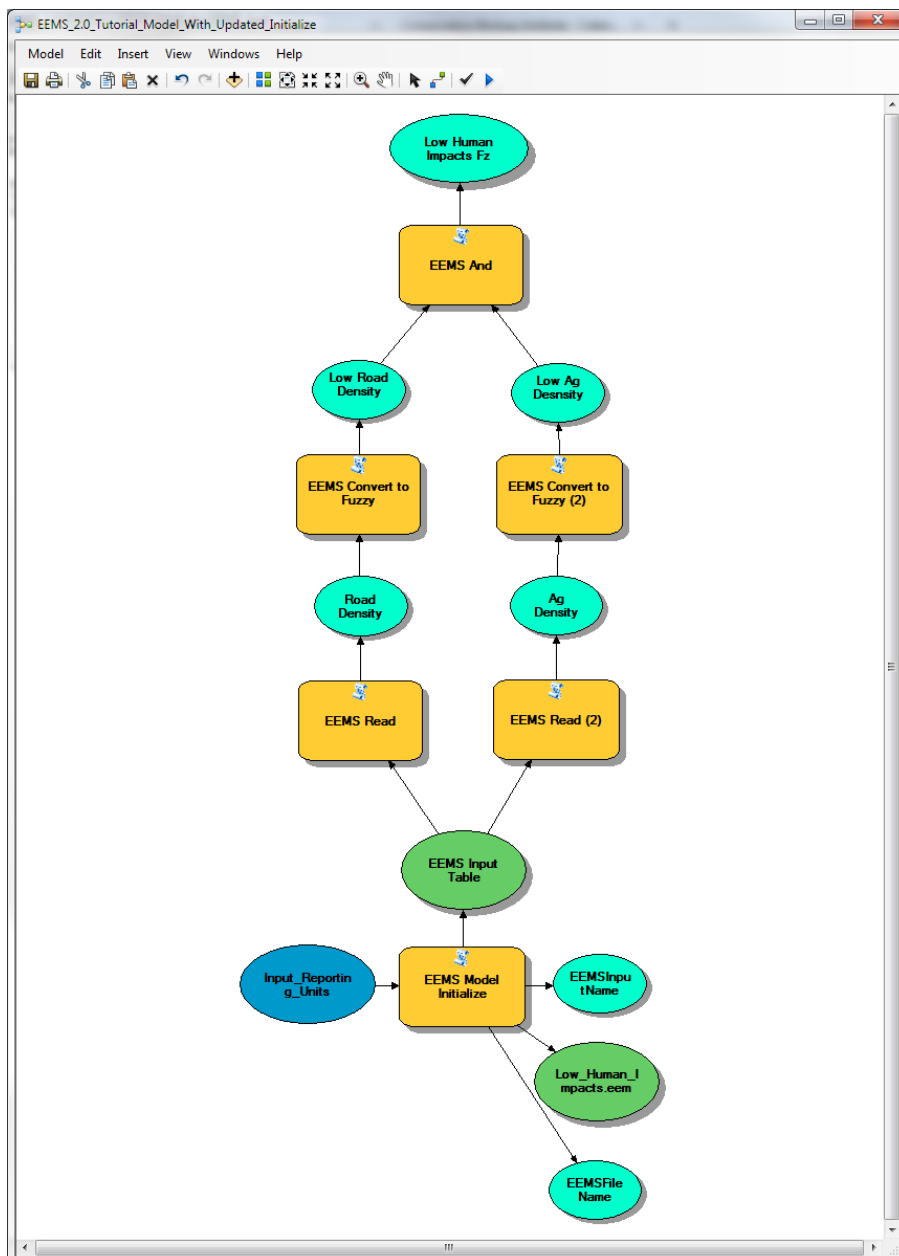 EEMS_2.0_Tutorial_Model_With_Updated_Initialize
Model Edit Insert View Windows Help
Low Human
Impacts Fz
EEMS And
Low Road
Density
Low Ag
Desnsity
EEMS Convert to
Fuzzy
EEMS Convert to
Fuzzy (2)
Road
Density
Ag
Density
EEMS Read
EEMS Read (2)
EEMS Input
Table
Input_Reportin
g_Units
EEMS Model
Initialize
EEMSInpu
tName
Low_Human_I
mpacts.eem
EEMSFile
Name